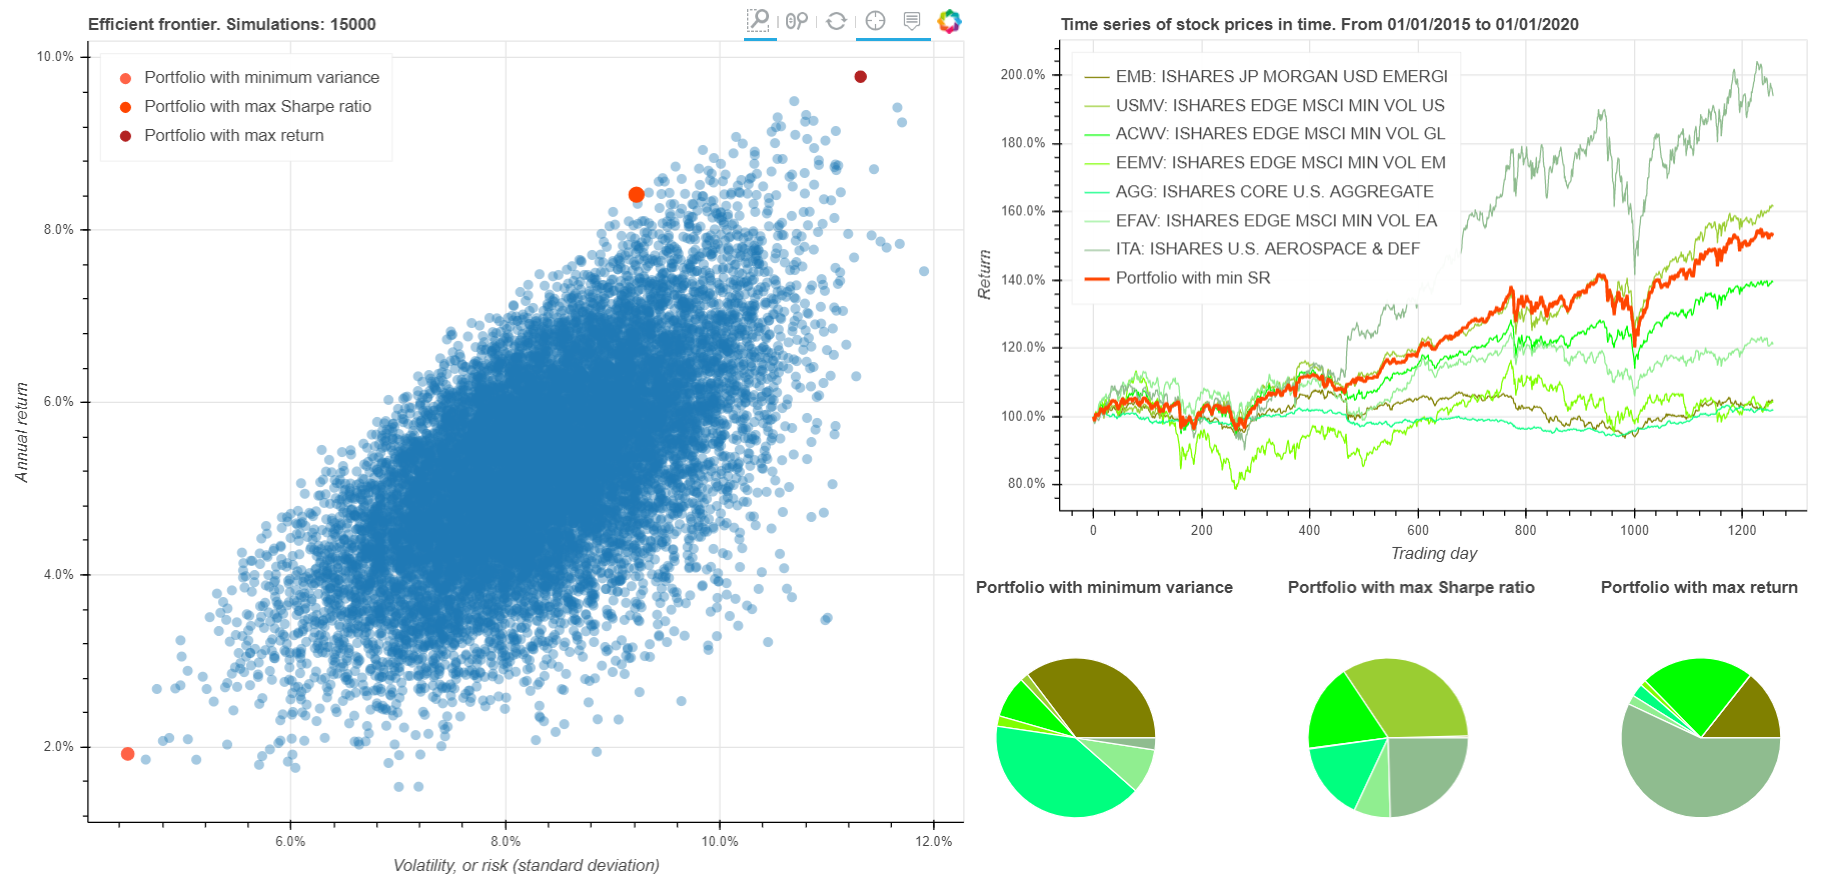 Efficient frontier. Simulations: 15000
10.0%
8.0%
6.0%
4.0%
2.0%
Annual return
Portfolio with minimum variance
Portfolio with max Sharpe ratio
Portfolio with max return
6.0%
8.0%
10.0%
12.0%
Volatility, or risk (standard deviation)
Time series of stock prices in time. From 01/01/2015 to 01/01/2020
200.0%
180.0%
160.0%
140.0%
120.0%
100.0%
80.0%
Return
EMB: ISHARES JP MORGAN USD EMERGI
USMV: ISHARES EDGE MSCI MIN VOL US
ACWV: ISHARES EDGE MSCI MIN VOL GL
EEMV: ISHARES EDGE MSCI MIN VOL EM
AGG: ISHARES CORE U.S. AGGREGATE
EFAV: ISHARES EDGE MSCI MIN VOL EA
ITA: ISHARES U.S. AEROSPACE & DEF
Portfolio with min SR
0
200
400
600
800
1000
1200
Trading day
Portfolio with minimum variance
Portfolio with max Sharpe ratio
Portfolio with max return